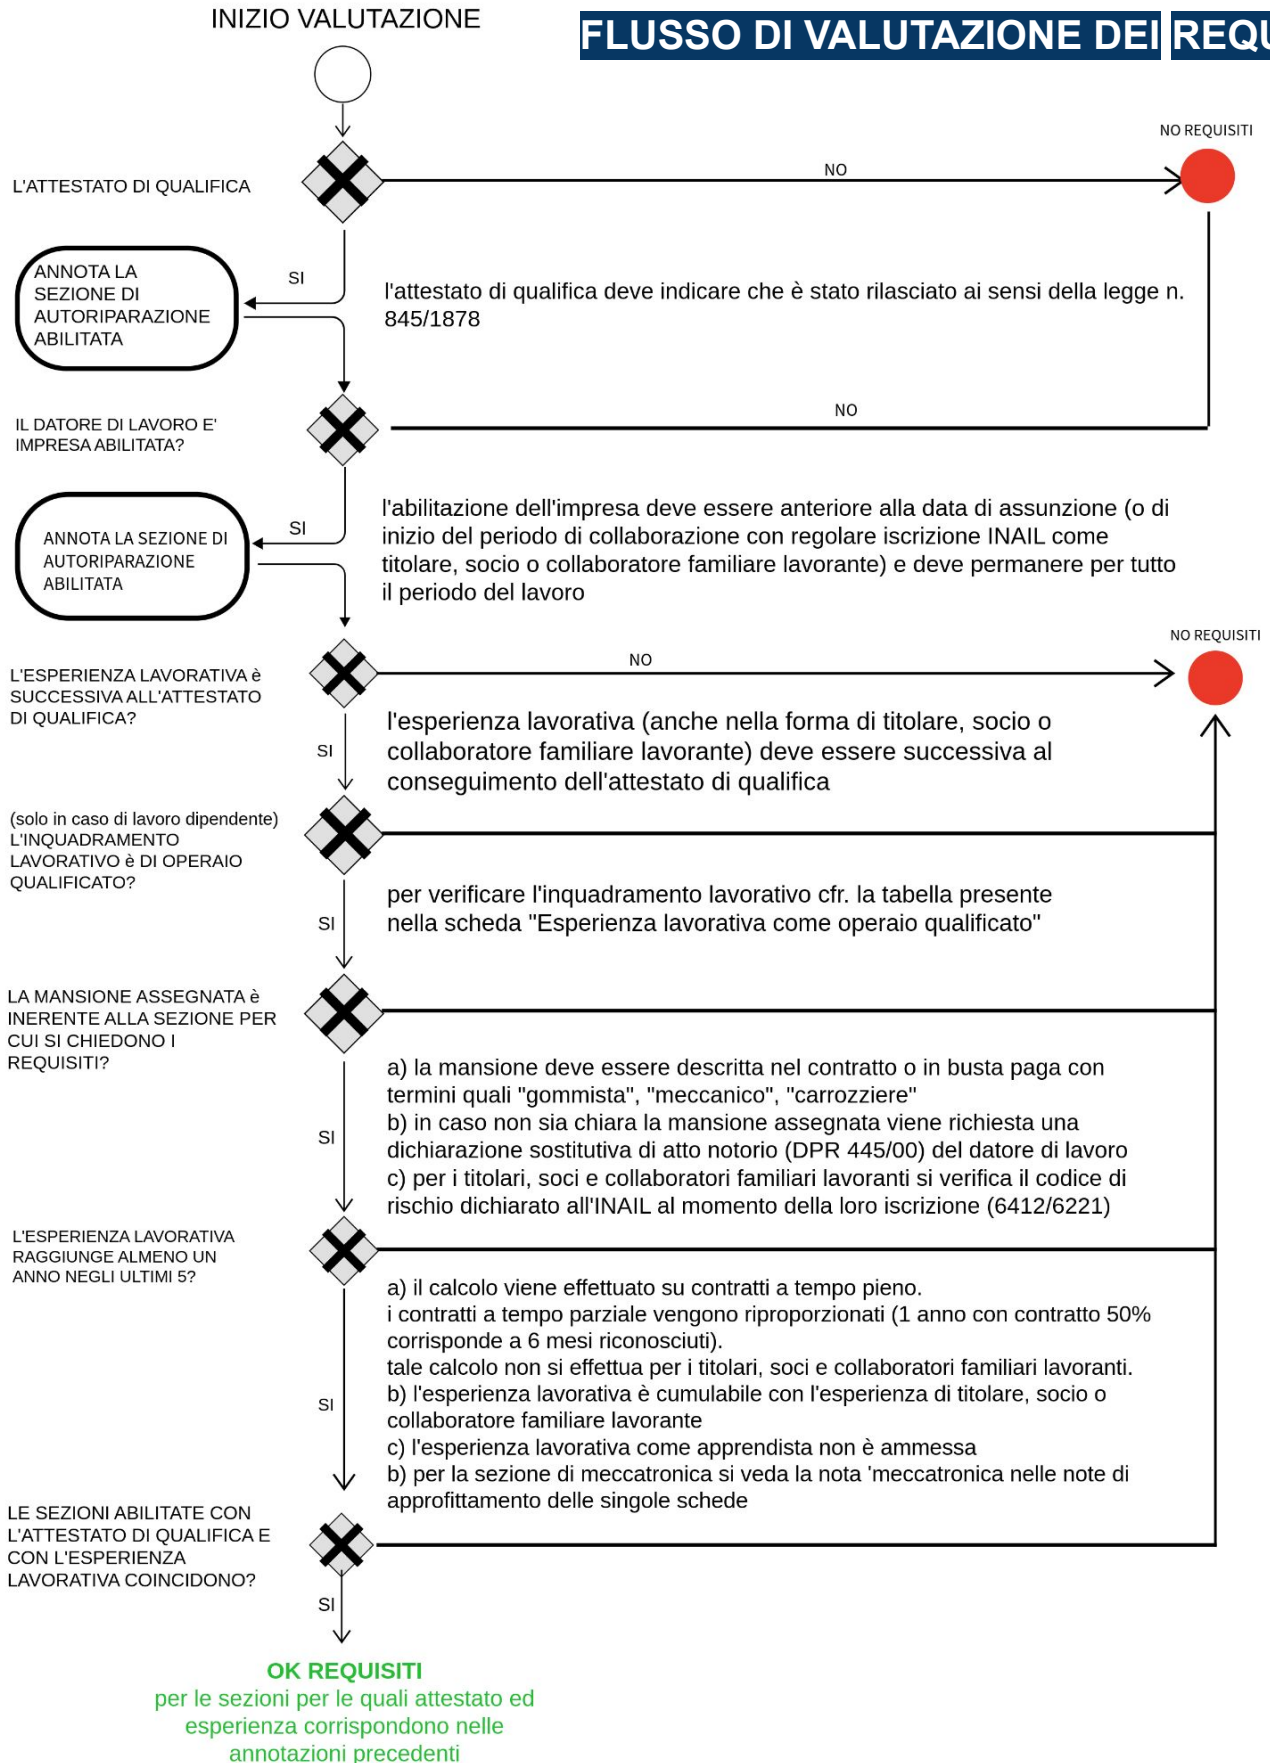 INIZIO VALUTAZIONE
FLUSSO DI VALUTAZIONE DEI
NO REQUISITI
L'ATTESTATO DI QUALIFICA
NO
SI
ANNOTA LA
SEZIONE DI
AUTORIPARAZIONE
ABILITATA
l'attestato di qualifica deve indicare che è stato rilasciato ai sensi della legge n.
845/1878
IL DATORE DI LAVORO E'
IMPRESA ABILITATA?
NO
SI
ANNOTA LA SEZIONE DI
AUTORIPARAZIONE
ABILITATA
l'abilitazione dell'impresa deve essere anteriore alla data di assunzione (o di
inizio del periodo di collaborazione con regolare iscrizione INAIL come
titolare, socio o collaboratore familiare lavorante) e deve permanere per tutto
il periodo del lavoro
NO REQUISITI
L'ESPERIENZA LAVORATIVA è
SUCCESSIVA ALL'ATTESTATO
DI QUALIFICA?
NO
SI
l'esperienza lavorativa (anche nella forma di titolare, socio o
collaboratore familiare lavorante) deve essere successiva al
conseguimento dell'attestato di qualifica
(solo in caso di lavoro dipendente)
L'INQUADRAMENTO
LAVORATIVO è DI OPERAIO
QUALIFICATO?
SI
per verificare l'inquadramento lavorativo cfr. la tabella presente
nella scheda "Esperienza lavorativa come operaio qualificato"
LA MANSIONE ASSEGNATA è
INERENTE ALLA SEZIONE PER
CUI SI CHIEDONO I
REQUISITI?
SI
a) la mansione deve essere descritta nel contratto o in busta paga con
termini quali "gommista", "meccanico", "carrozziere"
b) in caso non sia chiara la mansione assegnata viene richiesta una
dichiarazione sostitutiva di atto notorio (DPR 445/00) del datore di lavoro
c) per i titolari, soci e collaboratori familiari lavoranti si verifica il codice di
rischio dichiarato all'INAIL al momento della loro iscrizione (6412/6221)
L'ESPERIENZA LAVORATIVA
RAGGIUNGE ALMENO UN
ANNO NEGLI ULTIMI 5?
SI
a) il calcolo viene effettuato su contratti a tempo pieno.
i contratti a tempo parziale vengono riproporzionati (1 anno con contratto 50%
corrisponde a 6 mesi riconosciuti).
tale calcolo non si effettua per i titolari, soci e collaboratori familiari lavoranti.
b) l'esperienza lavorativa è cumulabile con l'esperienza di titolare, socio o
collaboratore familiare lavorante
c) l'esperienza lavorativa come apprendista non è ammessa
b) per la sezione di meccatronica si veda la nota 'meccatronica nelle note di
approfittamento delle singole schede
LE SEZIONI ABILITATE CON
L'ATTESTATO DI QUALIFICA E
CON L'ESPERIENZA
LAVORATIVA COINCIDONO?
SI
OK REQUISITI
per le sezioni per le quali attestato ed
esperienza corrispondono nelle
annotazioni precedenti